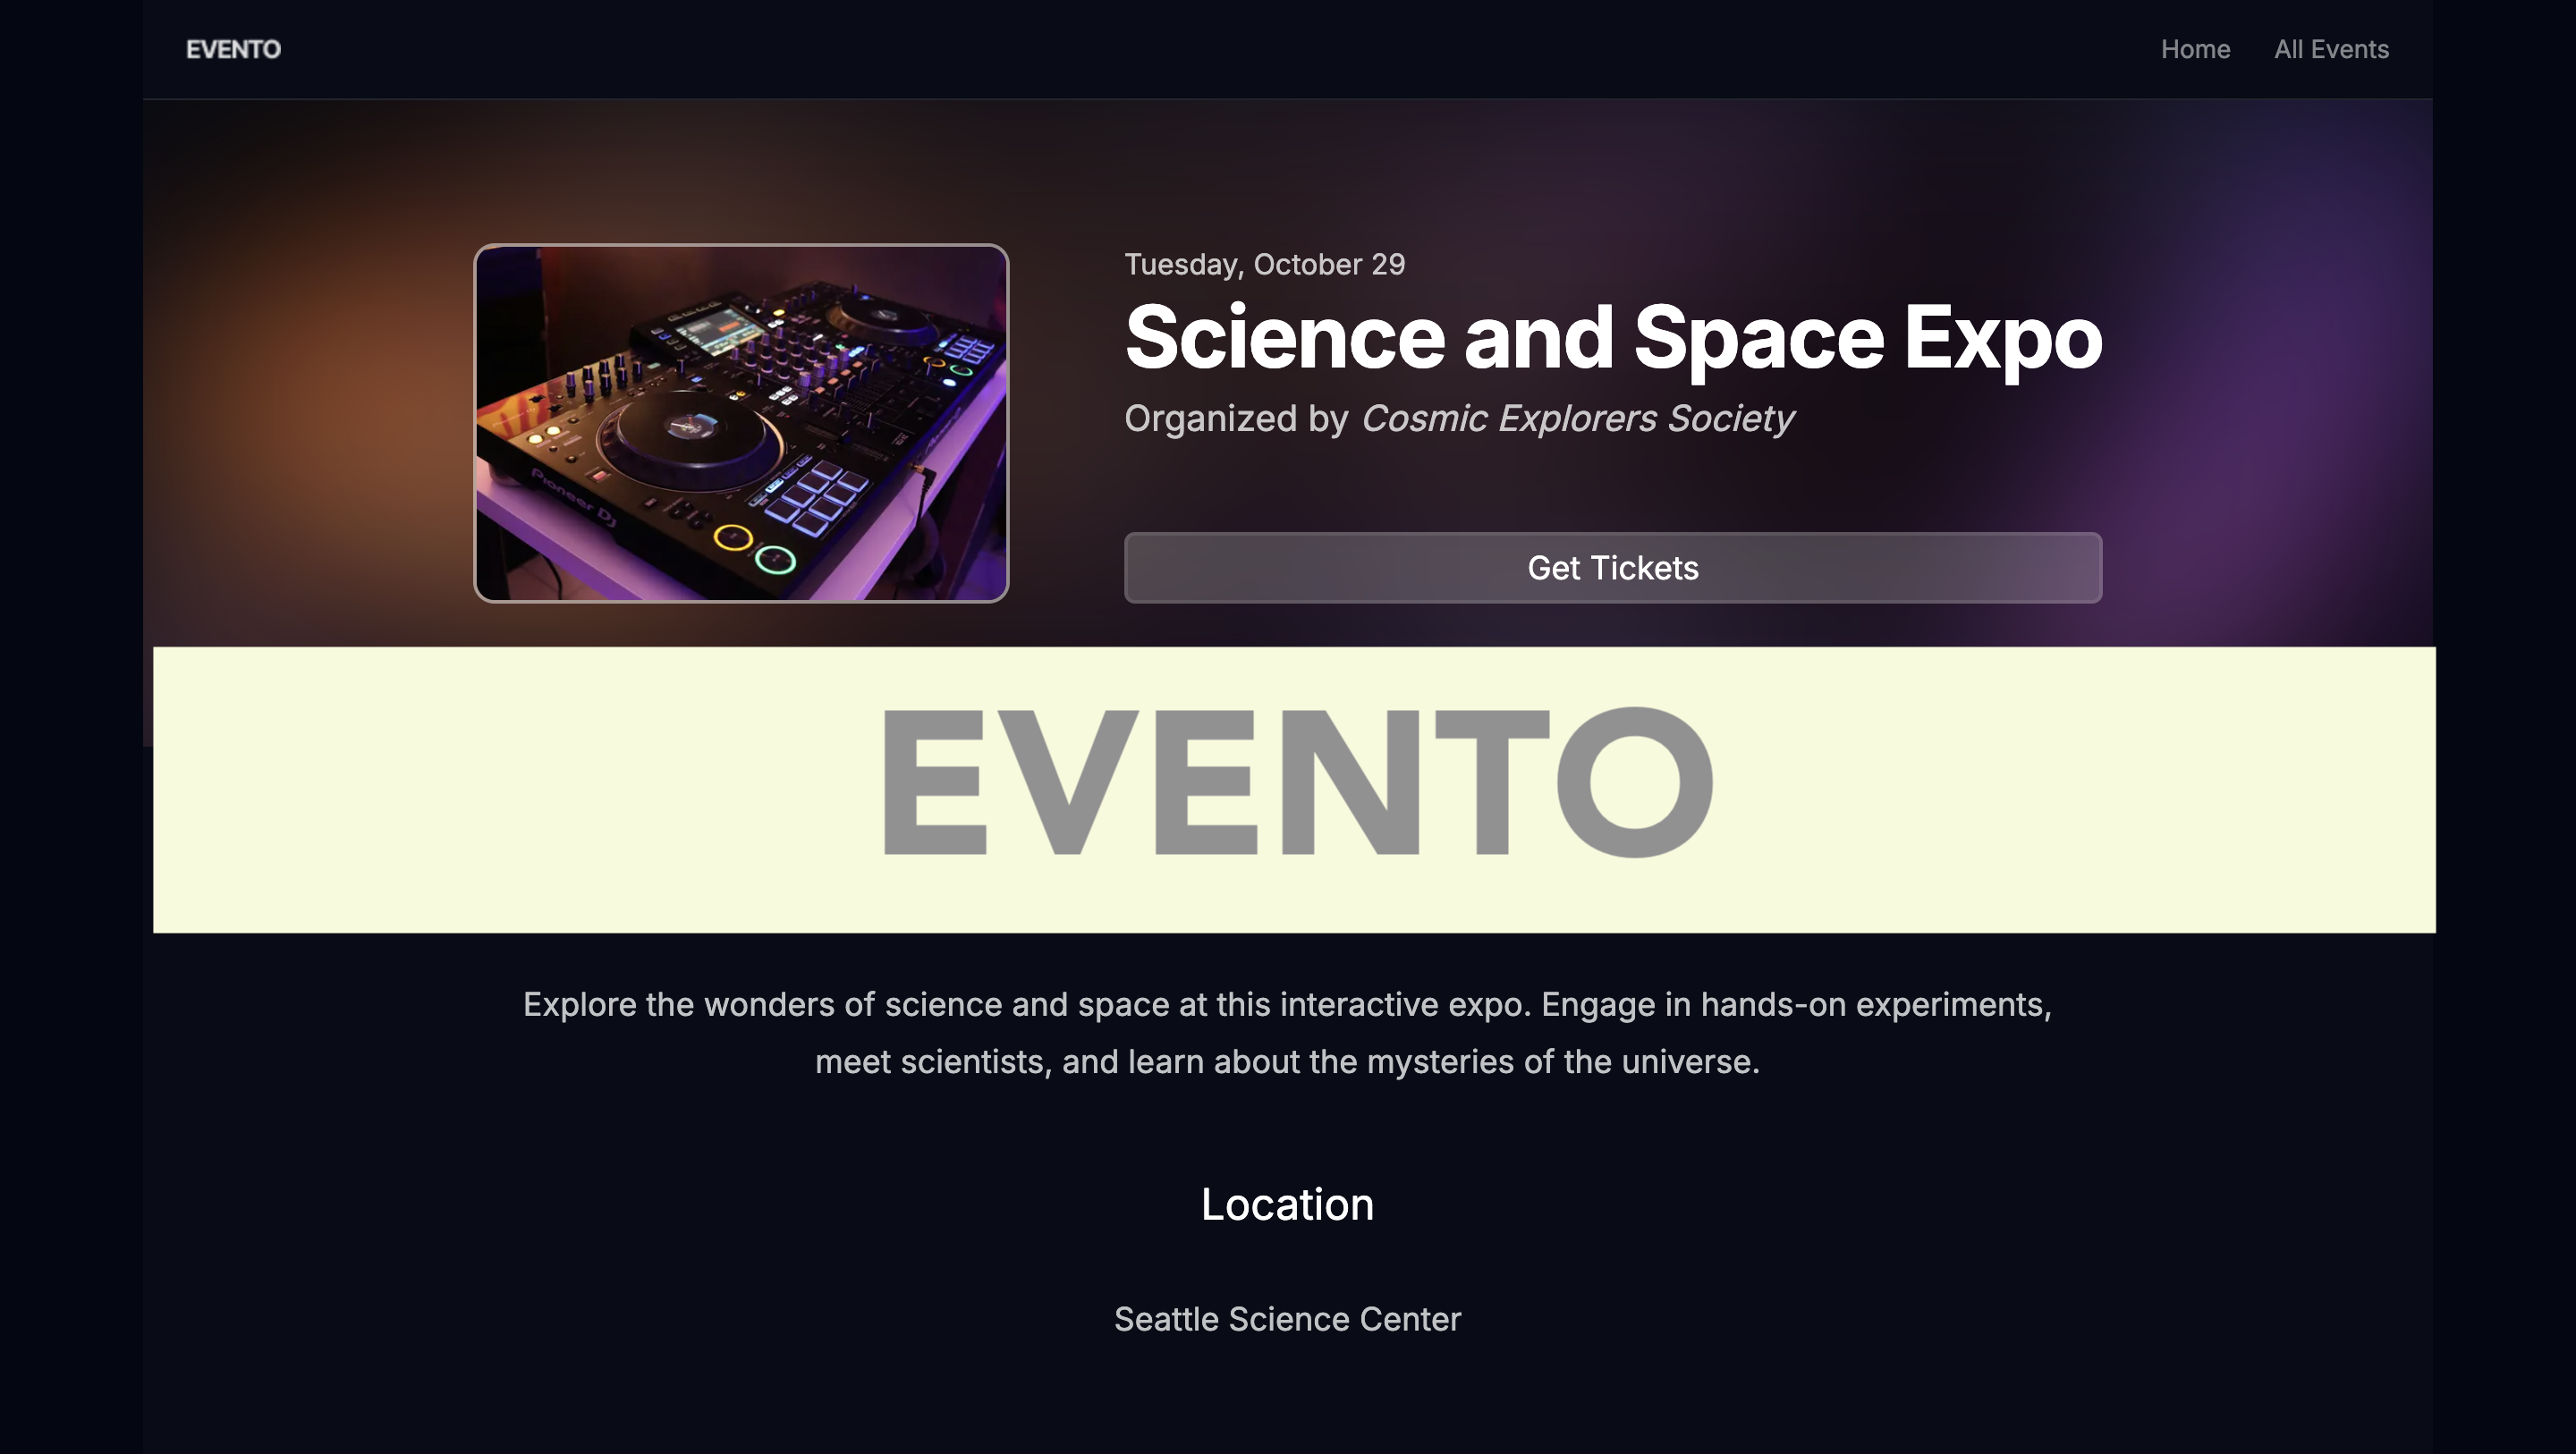 EVENTO
Home
All Events
Tuesday, October 29
Science and Space Expo
Organized by Cosmic Explorers Society
Pioneer DJ
Get Tickets
EVENTO
Explore the wonders of science and space at this interactive expo. Engage in hands-on experiments,
meet scientists, and learn about the mysteries of the universe.
Location
Seattle Science Center